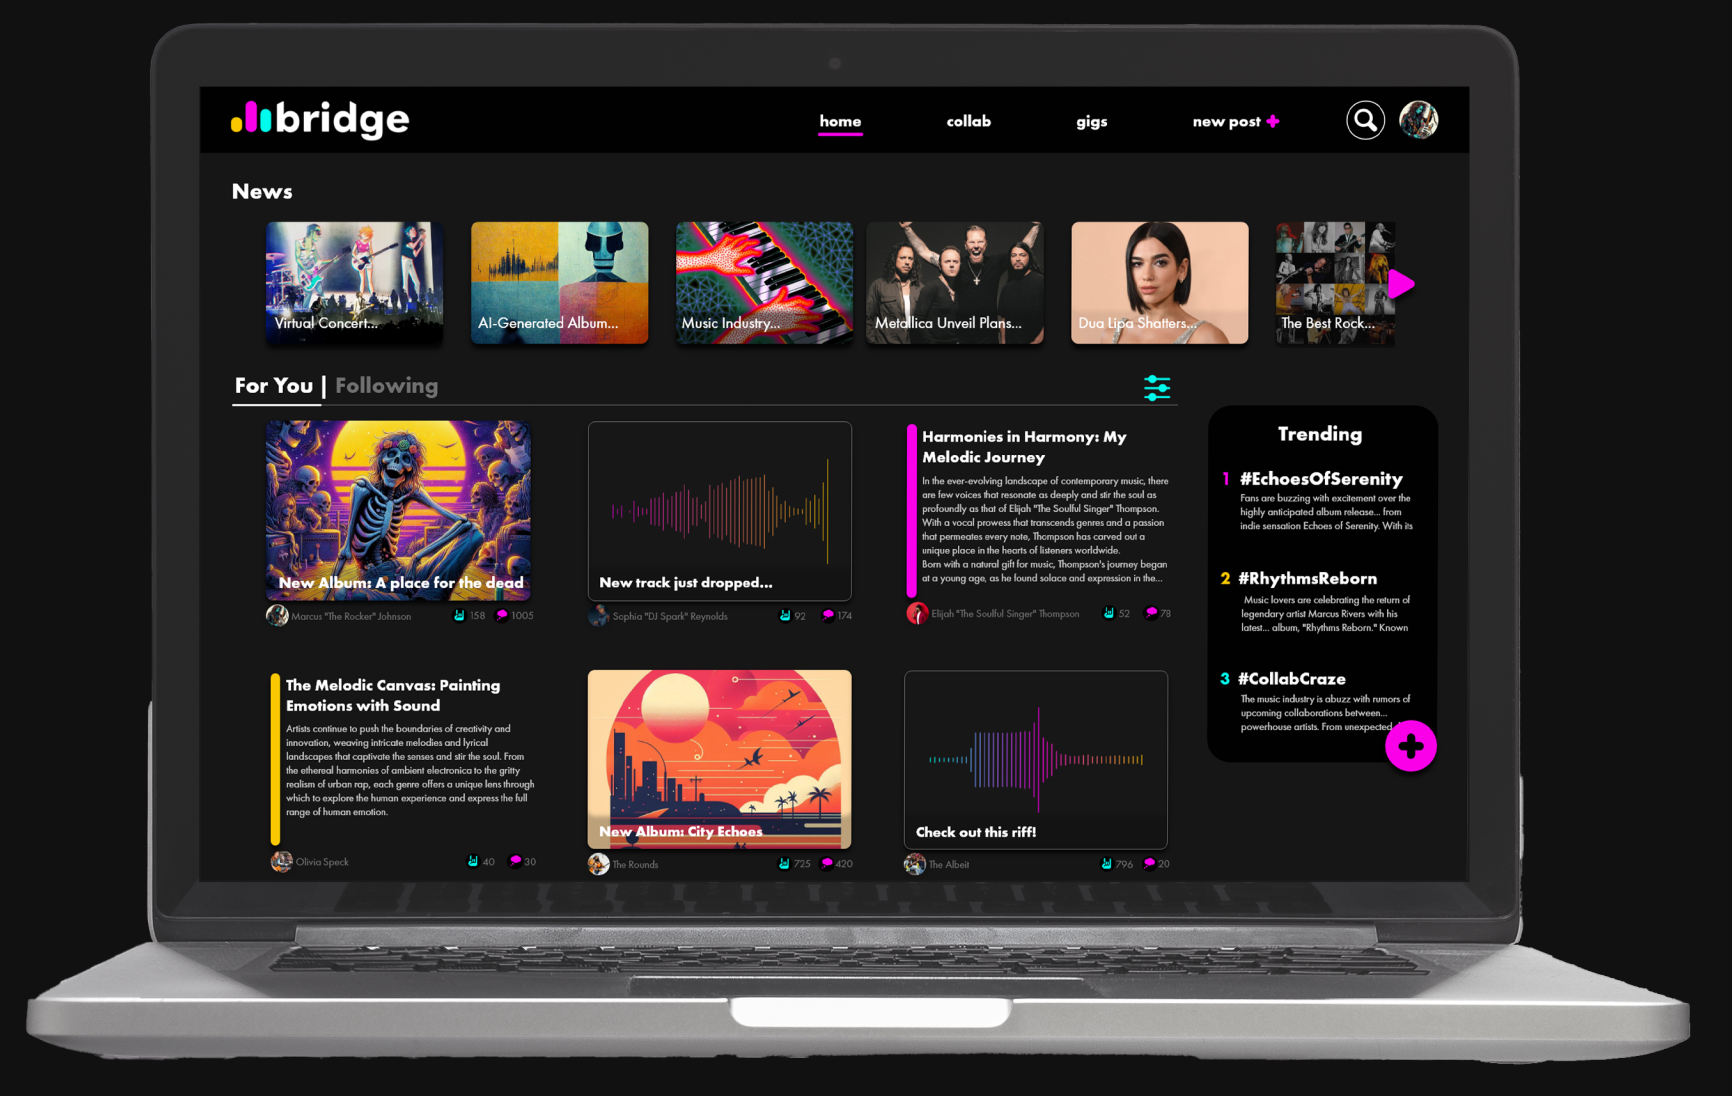 bridge
home
collab
gigs
new post
News
Virtual Concert...
AI-Generated Album...
Music Industry...
Metallica Unveil Plans...
Dua Lipa Shatters...
The Best Rock...
For You | Following
New Album: A place for the dead
Marcus "The Rocker" Johnson
158
1005
New track just dropped...
Sophia "DJ Spark" Reynolds
92
174
Harmonies in Harmony: My
Melodic Journey
In the ever-evolving landscape of contemporary music, there
are few voices that resonate as deeply and stir the soul as
profoundly as that of Elijah "The Soulful Singer" Thompson.
With a vocal prowess that transcends genres and a passion
that permeates every note, Thompson has carved out a
unique place in the hearts of listeners worldwide.
Born with a natural gift for music, Thompson's journey began
at a young age, as he found solace and expression in the...
Elijah "The Soulful Singer" Thompson
52
78
The Melodic Canvas: Painting
Emotions with Sound
Artists continue to push the boundaries of creativity and
innovation, weaving intricate melodies and lyrical
landscapes that captivate the senses and stir the soul. From
the ethereal harmonies of ambient electronica to the gritty
realism of urban rap, each genre offers a unique lens through
which to explore the human experience and express the full
range of human emotion.
Olivia Speck
40
30
New Album: City Echoes
The Rounds
725
420
Check out this riff!
The Albeit
796
20
Trending
1 #EchoesOfSerenity
Fans are buzzing with excitement over the
highly anticipated album release... from
indie sensation Echoes of Serenity. With its
2 #RhythmsReborn
Music lovers are celebrating the return of
legendary artist Marcus Rivers with his
latest... album, "Rhythms Reborn." Known
3 #CollabCraze
The music industry is abuzz with rumors of
upcoming collaborations between...
powerhouse artists. From unexpected